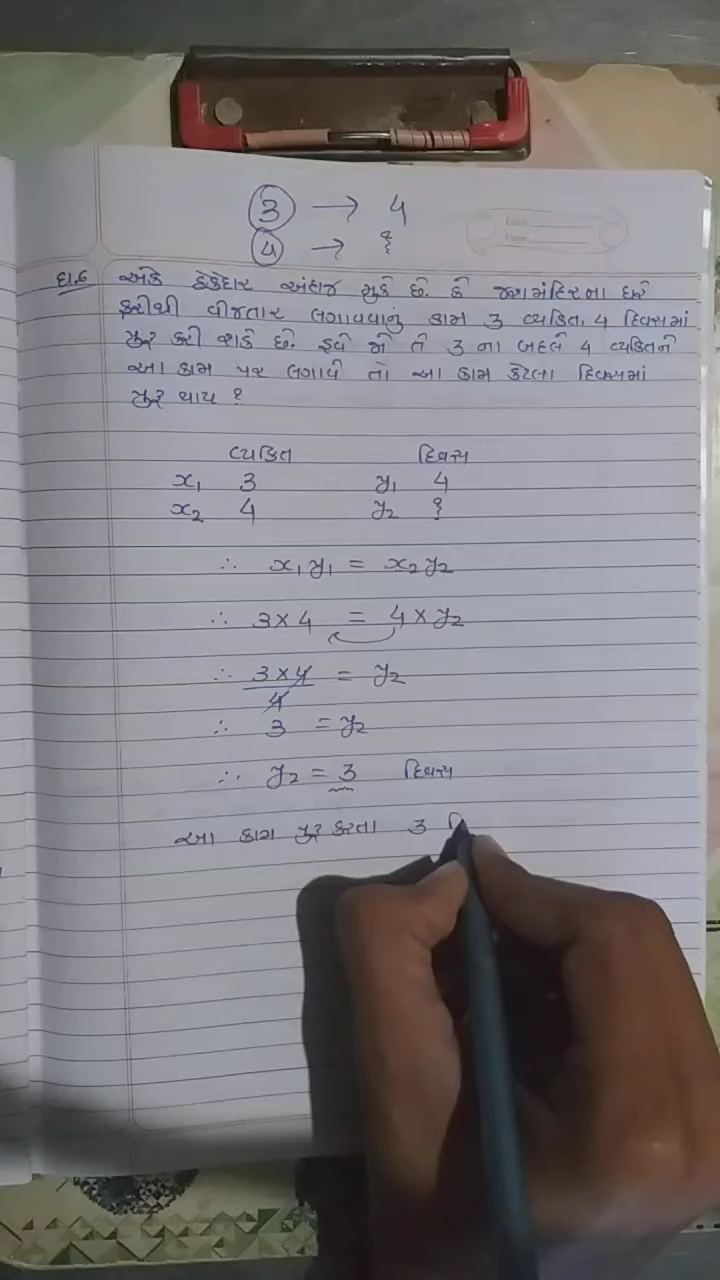 3 → 4
4 → ?
દા.6 એક ઠેકેદાર અંદાજ મુકે છે. કે જસમંદિરના ઘરે
ફરીથી વીજતાર લગાવવાનું કામ 3 વ્યકિત, 4 દિવસમાં
પુરૂ કરી શકે છે. હવે જો તે 3 ના બદલે 4 વ્યકિતને
આ કામ પર લગાવે તો આ કામ કેટલા દિવસમાં
પુરૂ થાય ?
વ્યકિત દિવસ
x₁ 3 y₁ 4
x₂ 4 y₂ ?
∴ x₁y₁ = x₂y₂
∴ 3 × 4 = 4 × y₂
∴ 3 × 4 / 4 = y₂
∴ 3 = y₂
∴ y₂ = 3 દિવસ
આ કામ પુરૂ કરતા 3